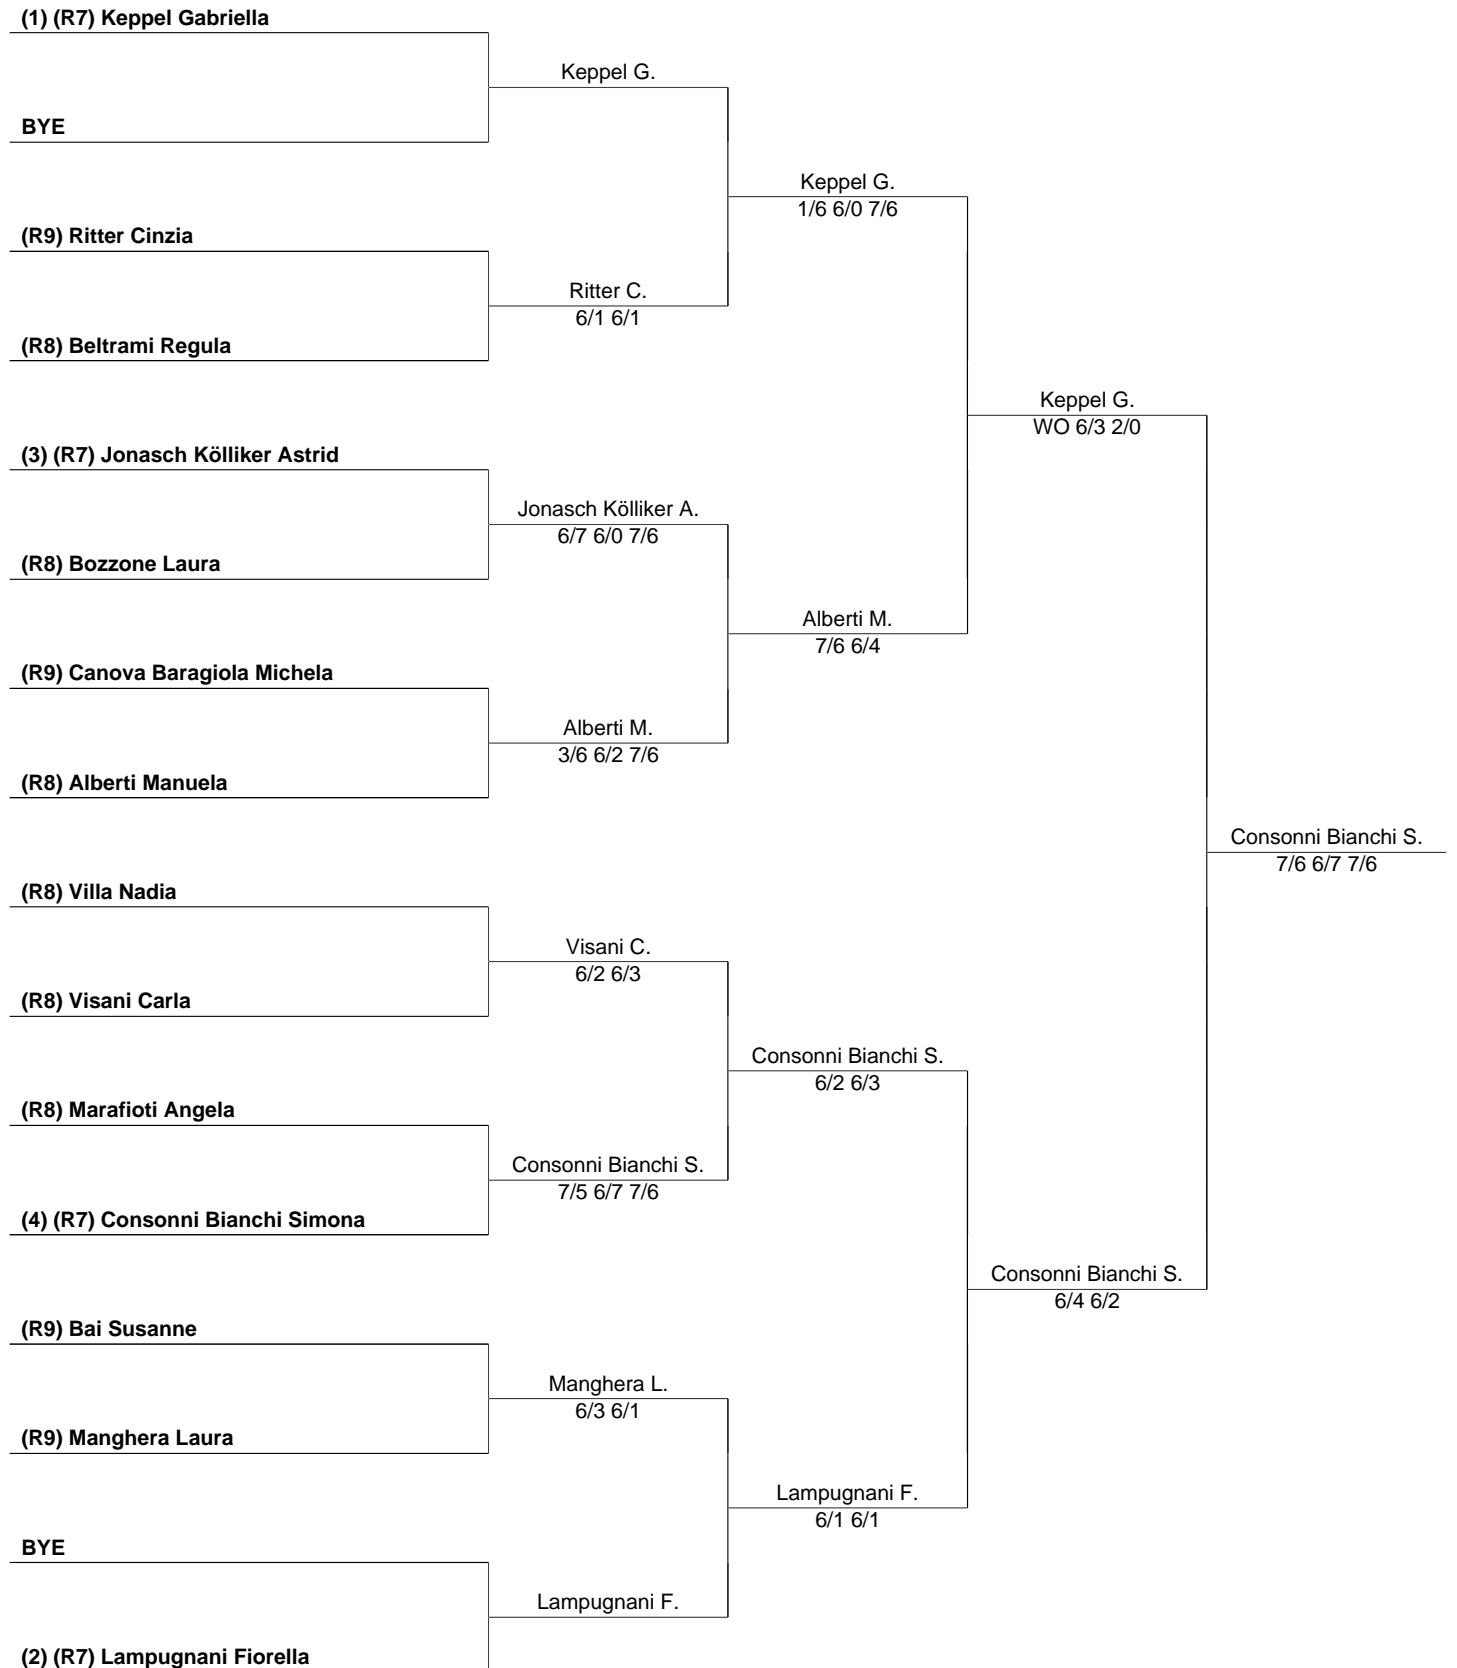 (1) (R7) Keppel Gabriella
Keppel G.
BYE
Keppel G.
1/6 6/0 7/6
(R9) Ritter Cinzia
Ritter C.
6/1 6/1
(R8) Beltrami Regula
Keppel G.
WO 6/3 2/0
(3) (R7) Jonasch Kölliker Astrid
Jonasch Kölliker A.
6/7 6/0 7/6
(R8) Bozzone Laura
Alberti M.
7/6 6/4
(R9) Canova Baragiola Michela
Alberti M.
3/6 6/2 7/6
(R8) Alberti Manuela
Consonni Bianchi S.
7/6 6/7 7/6
(R8) Villa Nadia
Visani C.
6/2 6/3
(R8) Visani Carla
Consonni Bianchi S.
6/2 6/3
(R8) Marafioti Angela
Consonni Bianchi S.
7/5 6/7 7/6
(4) (R7) Consonni Bianchi Simona
Consonni Bianchi S.
6/4 6/2
(R9) Bai Susanne
Manghera L.
6/3 6/1
(R9) Manghera Laura
Lampugnani F.
6/1 6/1
BYE
Lampugnani F.
(2) (R7) Lampugnani Fiorella